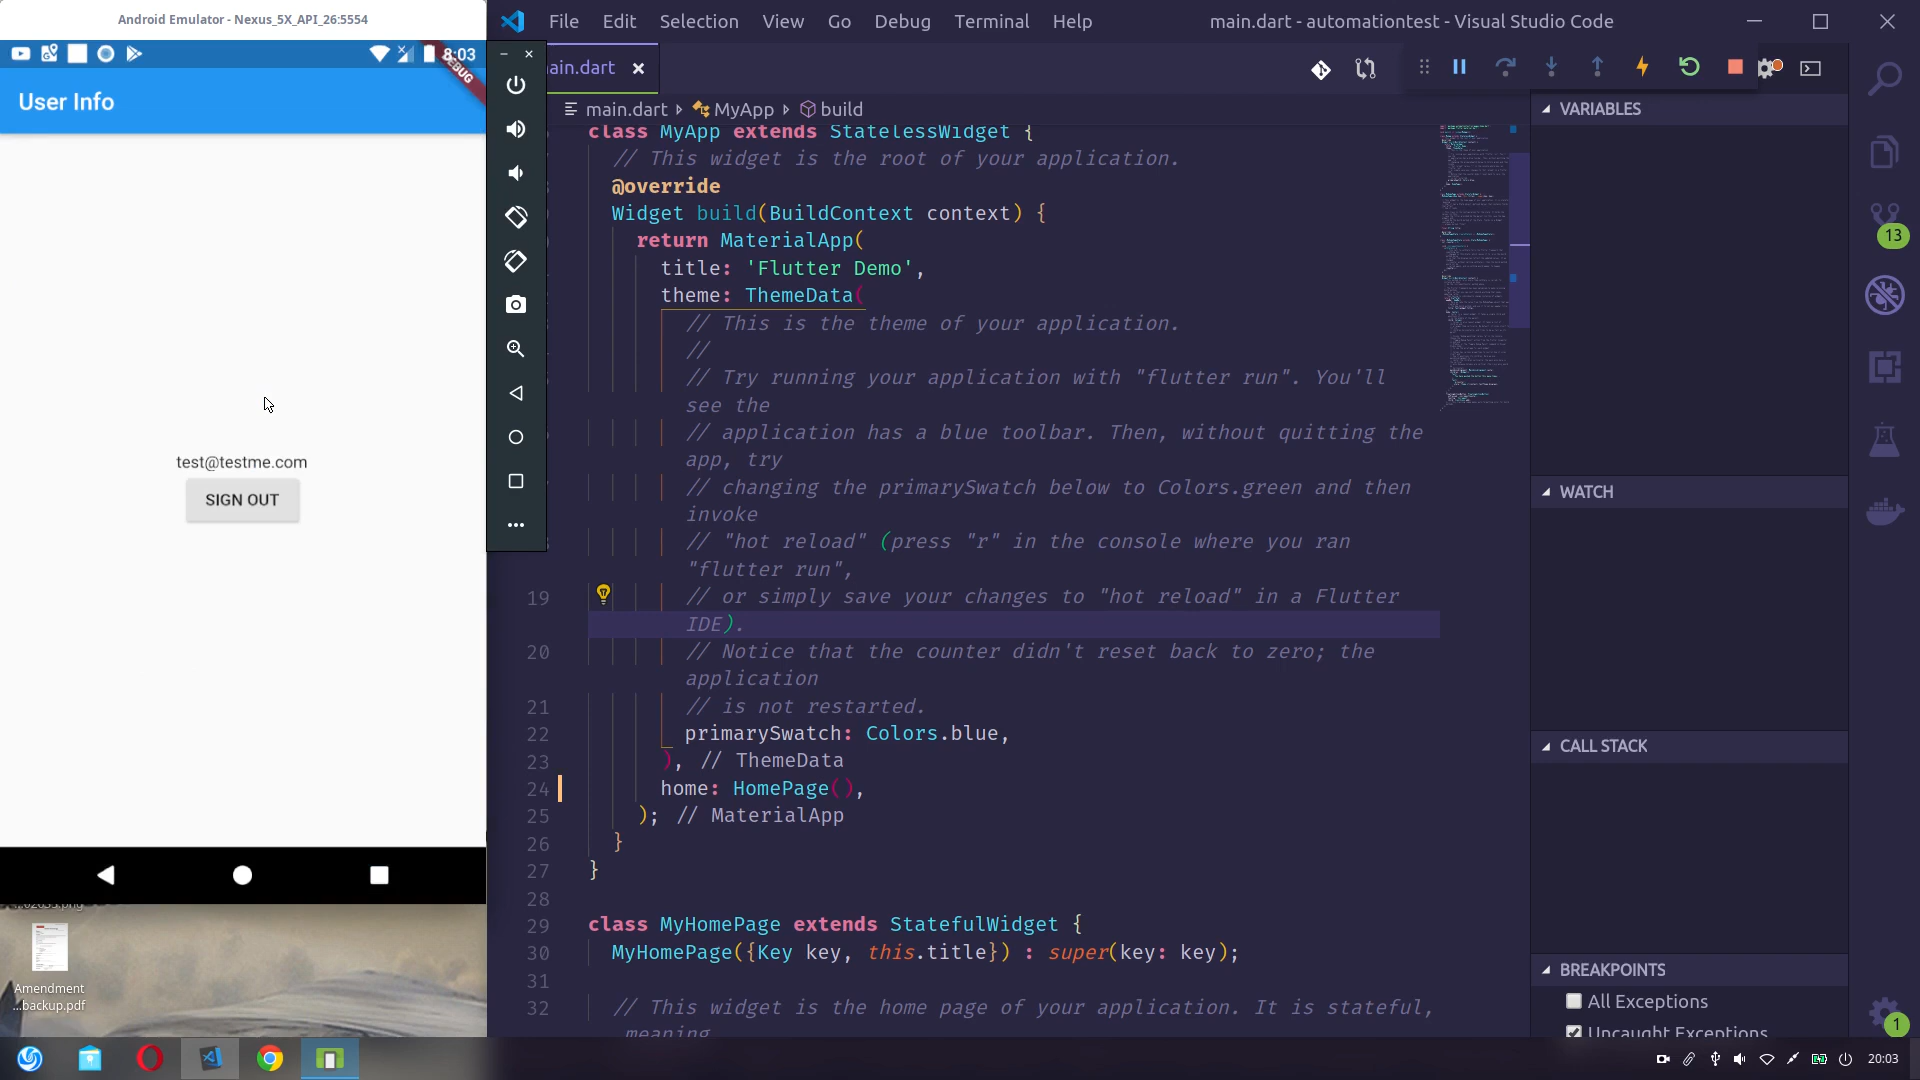 Android Emulator - Nexus_5X_API_26:5554
8:03
DEBUG
User Info
test@testme.com
SIGN OUT
Amendment
...backup.pdf
File Edit Selection View Go Debug Terminal Help
main.dart - automationtest - Visual Studio Code
ain.dart
main.dart MyApp build
class MyApp extends StatelessWidget {
// This widget is the root of your application.
@override
Widget build(BuildContext context) {
return MaterialApp(
title: 'Flutter Demo',
theme: ThemeData(
// This is the theme of your application.
//
// Try running your application with "flutter run". You'll
see the
// application has a blue toolbar. Then, without quitting the
app, try
// changing the primarySwatch below to Colors.green and then
invoke
// "hot reload" (press "r" in the console where you ran
"flutter run",
19 // or simply save your changes to "hot reload" in a Flutter
IDE).
20 // Notice that the counter didn't reset back to zero; the
application
21 // is not restarted.
22 primarySwatch: Colors.blue,
23 ), // ThemeData
24 home: HomePage(),
25 ); // MaterialApp
26 }
27 }
28
29 class MyHomePage extends StatefulWidget {
30 MyHomePage({Key key, this.title}) : super(key: key);
31
32 // This widget is the home page of your application. It is stateful,
meaning
VARIABLES
WATCH
CALL STACK
BREAKPOINTS
All Exceptions
Uncaught Exceptions
13
1
20:03